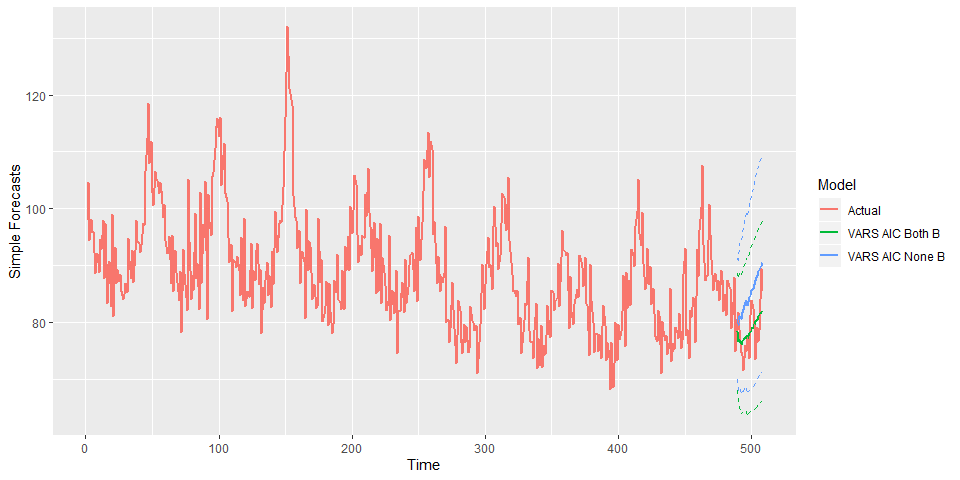 Simple Forecasts
120
100
80
0
100
200
300
400
500
Time
Model
Actual
VARS AIC Both B
VARS AIC None B